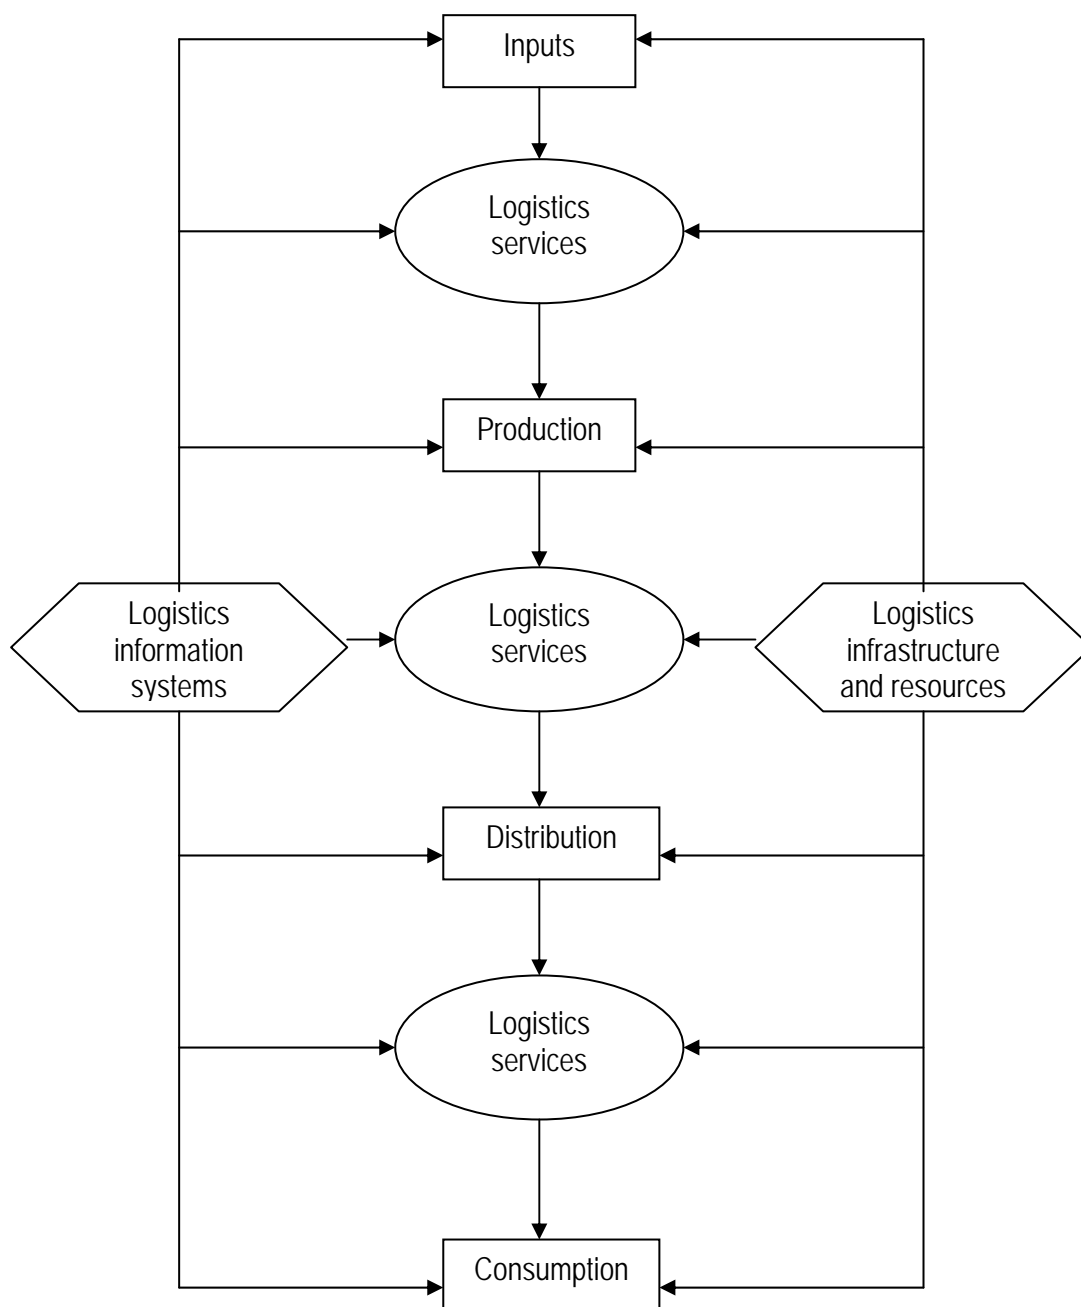 Inputs
Logistics
services
Production
Logistics
information
systems
Logistics
services
Logistics
infrastructure
and resources
Distribution
Logistics
services
Consumption